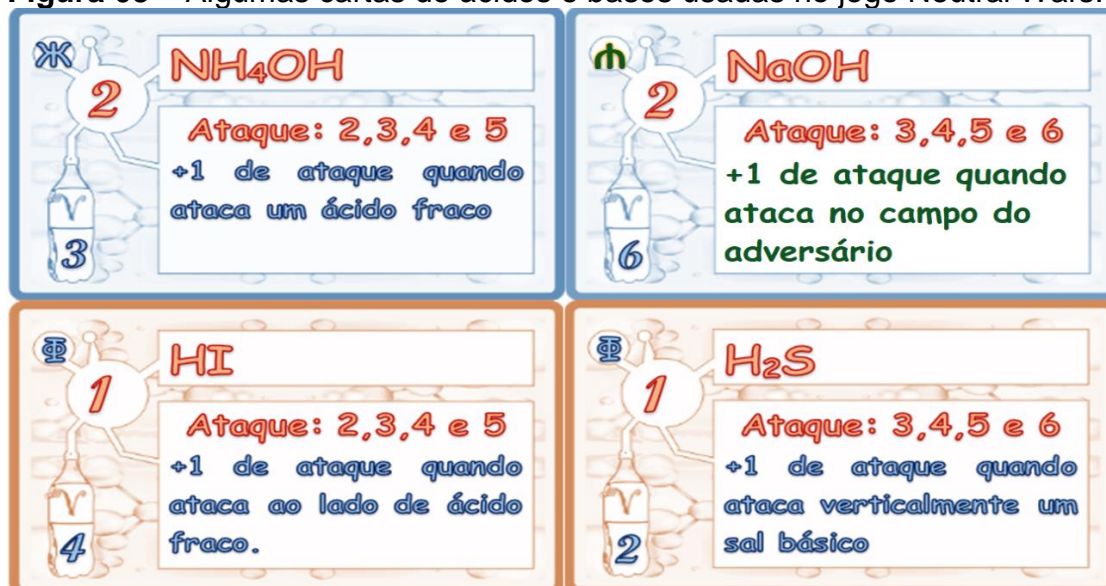 Figura – Algumas cartas de ácidos e bases usadas no jogo Neutral Wars.
Ж
2
NH₄OH
Ataque: 2,3,4 e 5
+1 de ataque quando
ataca um ácido fraco
3
2
NaOH
Ataque: 3,4,5 e 6
+1 de ataque quando
ataca no campo do
adversário
6
1
HI
Ataque: 2,3,4 e 5
+1 de ataque quando
ataca ao lado de ácido
fraco.
4
1
H₂S
Ataque: 3,4,5 e 6
+1 de ataque quando
ataca verticalmente um
sal básico
2